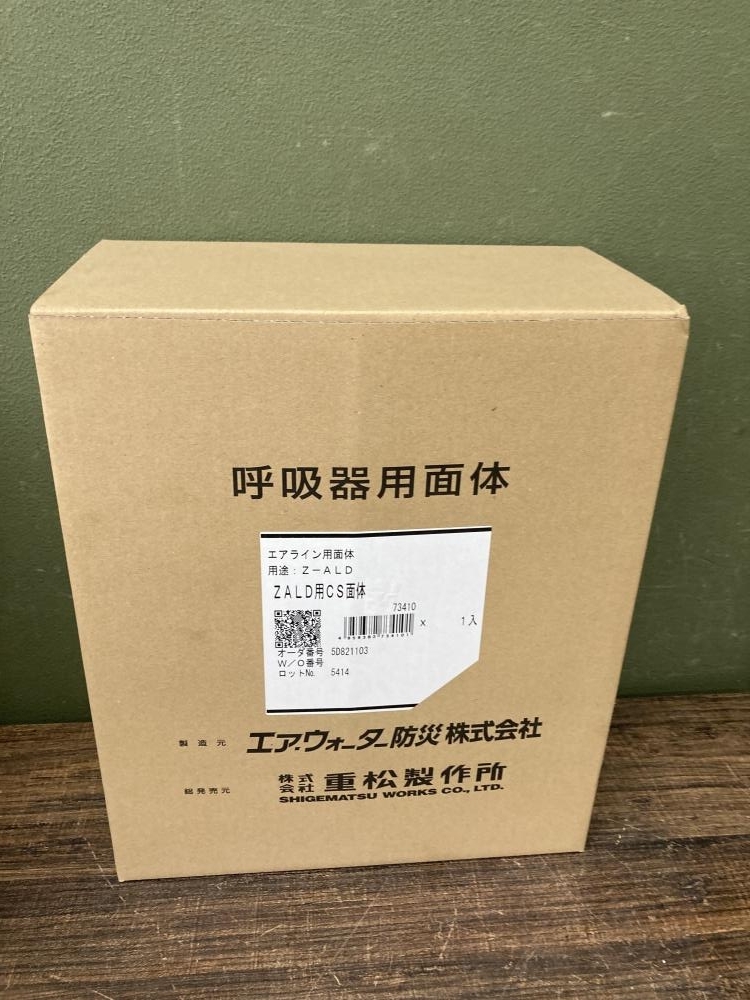 呼吸器用面体
エアライン用面体
用途：Z－ALD
ZALD用CS面体
73410
x 1入
オーダ番号 5D821103
W／O番号
ロットNo. 5414
製造元 エア・ウォーター防災株式会社
総発売元 株式会社 重松製作所
SHIGEMATSU WORKS CO., LTD.